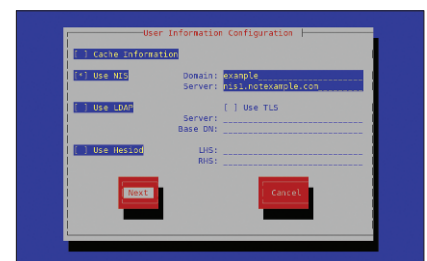 User Information Configuration
[ ] Cache Information
[*] Use NIS Domain: example
Server: nis1.notexample.com
[ ] Use LDAP [ ] Use TLS
Server:
Base DN:
[ ] Use Hesiod LHS:
RHS:
Next Cancel